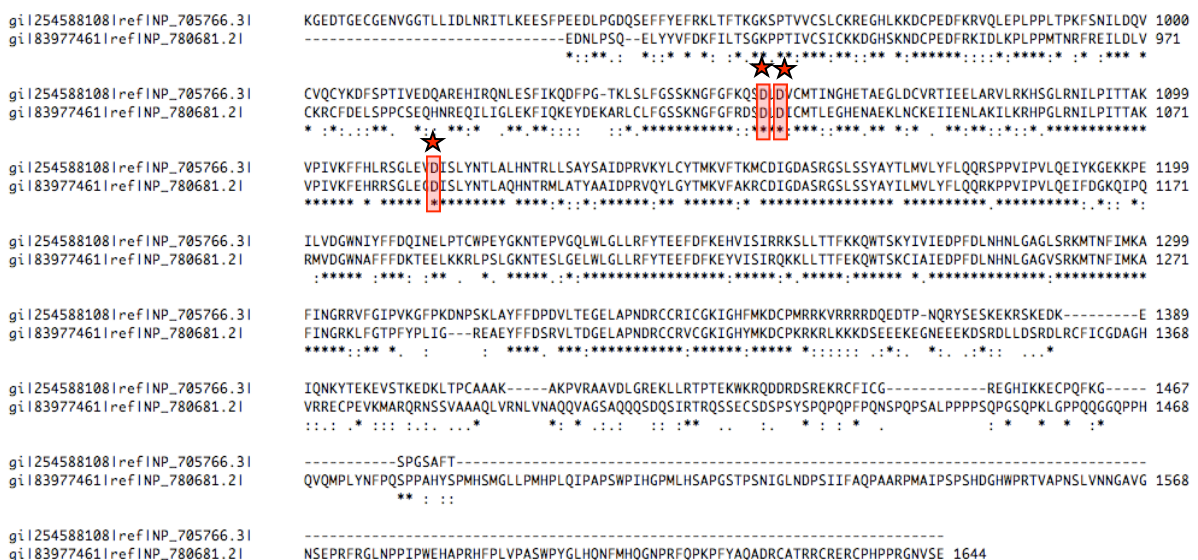 gi|254588108|ref|NP_705766.3| KGEDTGECGENVGGTLLIDLNRITLKEESFPEEDLPGDQSEFFYEFRKLTFTKGKSPTVVCSLCKREGHLKKDCPEDFKRVQLEPLPPLTPKFSNILDQV 1000
gi|83977461|ref|NP_780681.2| -------------------------------EDNLPSQ--ELYYVFDKFILTSGKPPTIVCSICKKDGHSKNDCPEDFRKIDLKPLPPMTNRFREILDLV 971
gi|254588108|ref|NP_705766.3| CVQCYKDFSPTIVEDQAREHIRQNLESFIKQDFPG-TKLSLFGSSKNGFGFKQSDLDVCMTINGHETAEGLDCVRTIEELARVLRKHSGLRNILPITTAK 1099
gi|83977461|ref|NP_780681.2| CKRCFDELSPPCSEQHNREQILIGLEKFIQKEYDEKARLCLFGSSKNGFGFRDSDLDICMTLEGHENAEKLNCKEIIENLAKILKRHPGLRNILPITTAK 1071
gi|254588108|ref|NP_705766.3| VPIVKFFHLRSGLEVDISLYNTLALHNTRLLSAYSAIDPRVKYLCYTMKVFTKMCDIGDASRGSLSSYAYTLMVLYFLQQRSPPVIPVLQEIYKGEKKPE 1199
gi|83977461|ref|NP_780681.2| VPIVKFEHRRSGLEGDISLYNTLAQHNTRMLATYAAIDPRVQYLGYTMKVFAKRCDIGDASRGSLSSYAYILMVLYFLQQRKPPVIPVLQEIFDGKQIPQ 1171
gi|254588108|ref|NP_705766.3| ILVDGWNIYFFDQINELPTCWPEYGKNTEPVGQLWLGLLRFYTEEFDFKEHVISIRRKSLLTTFKKQWTSKYIVIEDPFDLNHNLGAGLSRKMTNFIMKA 1299
gi|83977461|ref|NP_780681.2| RMVDGWNAFFFDKTEELKKRLPSLGKNTESLGELWLGLLRFYTEEFDFKEYVISIRQKKLLTTFEKQWTSKCIAIEDPFDLNHNLGAGVSRKMTNFIMKA 1271
gi|254588108|ref|NP_705766.3| FINGRRVFGIPVKGFPKDNPSKLAYFFDPDVLTEGELAPNDRCCRICGKIGHFMKDCPMRRKVRRRRDQEDTP-NQRYSESKEKRSKEDK---------E 1389
gi|83977461|ref|NP_780681.2| FINGRKLFGTPFYPLIG---REAEYFFDSRVLTDGELAPNDRCCRVCGKIGHYMKDCPKRRKRLKKKDSEEEKEGNEEEKDSRDLLDSRDLRCFICGDAGH 1368
gi|254588108|ref|NP_705766.3| IQNKYTEKEVSTKEDKLTPCAAAK-----AKPVRAAVDLGREKLLRTPTEKWKRQDDRDSREKRCFICG------------REGHIKKECPQFKG----- 1467
gi|83977461|ref|NP_780681.2| VRRECPEVKMARQRNSSVAAAQLVRNLVNAQQVAGSAQQQSDQSIRTRQSSECSDSPSYSPQPQPFPQNSPQPSALPPPPSQPGSQPKLGPPQQGGQPPH 1468
gi|254588108|ref|NP_705766.3| -----------SPGSAFT----------------------------------------------------------------------------------
gi|83977461|ref|NP_780681.2| QVQMPLYNFPQSPPAHYSPMHSMGLLPMHPLQIPAPSWPIHGPMLHSAPGSTPSNIGLNDPSIIFAQPAARPMAIPSPSHDGHWPRTVAPNSLVNNGAVG 1568
gi|254588108|ref|NP_705766.3| ----------------------------------------------------------------------------
gi|83977461|ref|NP_780681.2| NSEPRFRGLNPPIPWEHAPRHFPLVPASWPYGLHQNFMHQGNPRFQPKPFYAQADRCATRRCRERCPHPPRGNVSE 1644